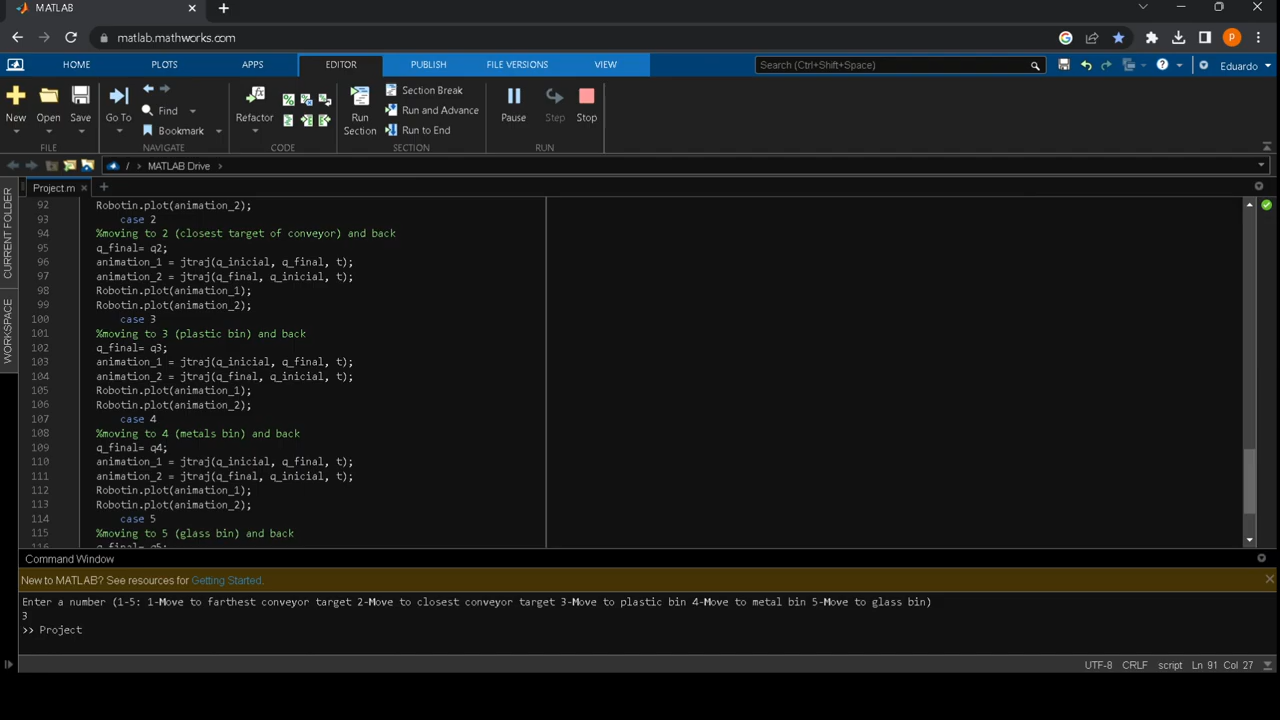 MATLAB
matlab.mathworks.com
P
HOME PLOTS APPS EDITOR PUBLISH FILE VERSIONS VIEW Search (Ctrl+Shift+Space) Eduardo
New Open Save Go To Find Bookmark Refactor Run Section Section Break Run and Advance Run to End Pause Step Stop
FILE NAVIGATE CODE SECTION RUN
/ MATLAB Drive
Project.m
CURRENT FOLDER
WORKSPACE
92 Robotin.plot(animation_2);
93 case 2
94 %moving to 2 (closest target of conveyor) and back
95 q_final= q2;
96 animation_1 = jtraj(q_inicial, q_final, t);
97 animation_2 = jtraj(q_final, q_inicial, t);
98 Robotin.plot(animation_1);
99 Robotin.plot(animation_2);
100 case 3
101 %moving to 3 (plastic bin) and back
102 q_final= q3;
103 animation_1 = jtraj(q_inicial, q_final, t);
104 animation_2 = jtraj(q_final, q_inicial, t);
105 Robotin.plot(animation_1);
106 Robotin.plot(animation_2);
107 case 4
108 %moving to 4 (metals bin) and back
109 q_final= q4;
110 animation_1 = jtraj(q_inicial, q_final, t);
111 animation_2 = jtraj(q_final, q_inicial, t);
112 Robotin.plot(animation_1);
113 Robotin.plot(animation_2);
114 case 5
115 %moving to 5 (glass bin) and back
116 q_final= q5;
Command Window
New to MATLAB? See resources for Getting Started.
Enter a number (1-5: 1-Move to farthest conveyor target 2-Move to closest conveyor target 3-Move to plastic bin 4-Move to metal bin 5-Move to glass bin)
3
>> Project
UTF-8 CRLF script Ln 91 Col 27